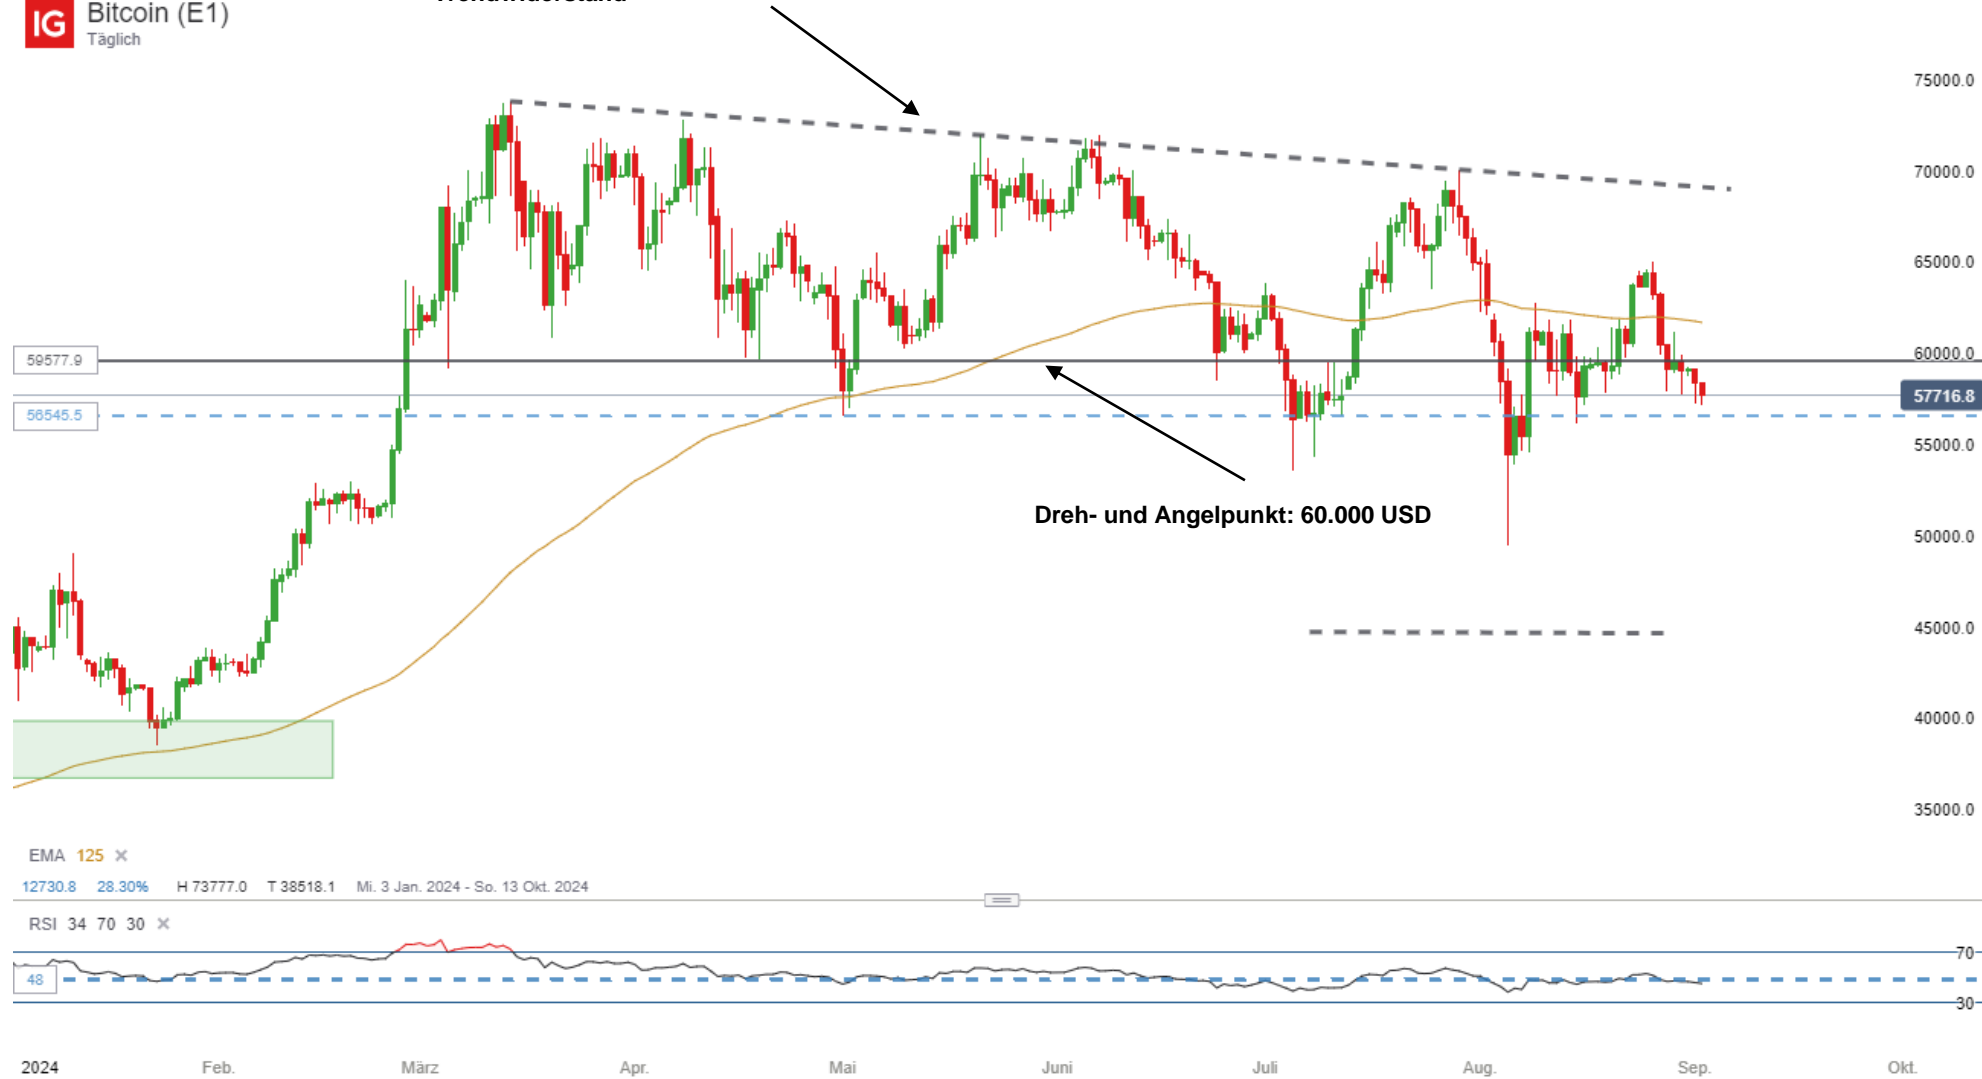 IG
Bitcoin (E1)
Täglich
75000.0
70000.0
65000.0
60000.0
59577.9
57716.8
56545.5
55000.0
Dreh- und Angelpunkt: 60.000 USD
50000.0
45000.0
40000.0
35000.0
EMA 125 ×
12730.8 28.30% H 73777.0 T 38518.1 Mi. 3 Jan. 2024 - So. 13 Okt. 2024
RSI 34 70 30 ×
70
48
30
2024 Feb. März Apr. Mai Juni Juli Aug. Sep. Okt.